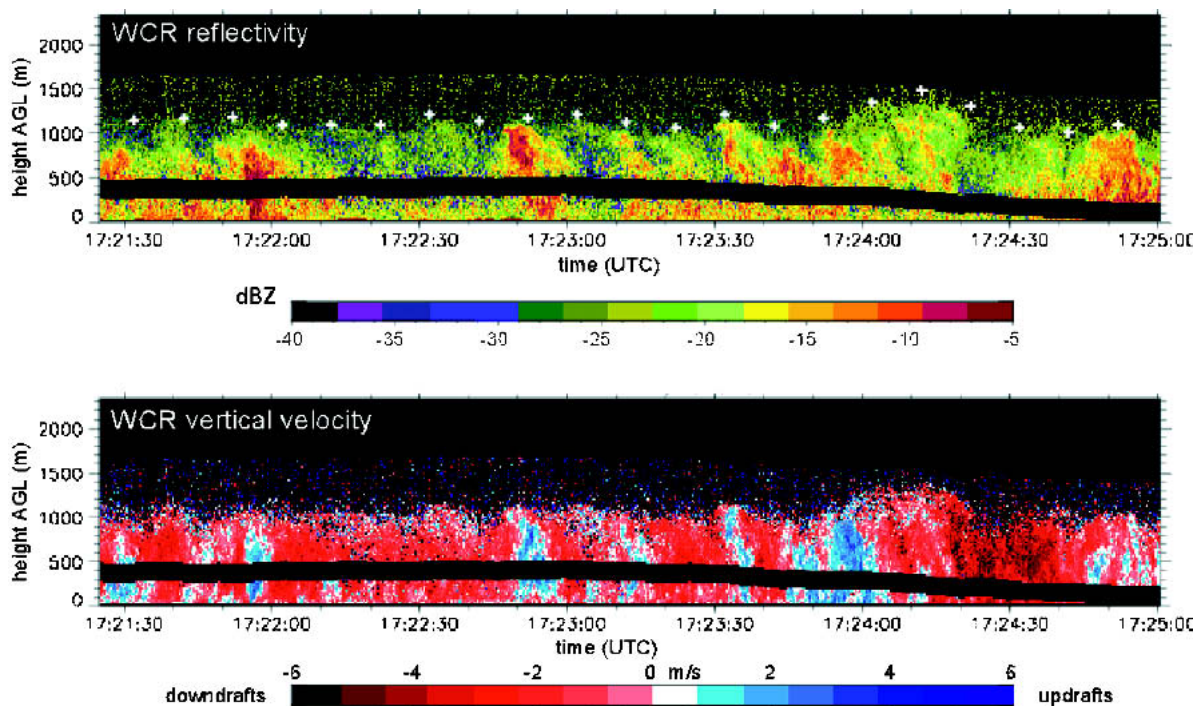 WCR reflectivity
2000
1500
1000
500
0
height AGL (m)
17:21:30 17:22:00 17:22:30 17:23:00 17:23:30 17:24:00 17:24:30 17:25:00
time (UTC)
dBZ
-40 -35 -30 -25 -20 -15 -10 -5
WCR vertical velocity
2000
1500
1000
500
0
height AGL (m)
17:21:30 17:22:00 17:22:30 17:23:00 17:23:30 17:24:00 17:24:30 17:25:00
time (UTC)
-6 -4 -2 0 m/s 2 4 6
downdrafts updrafts